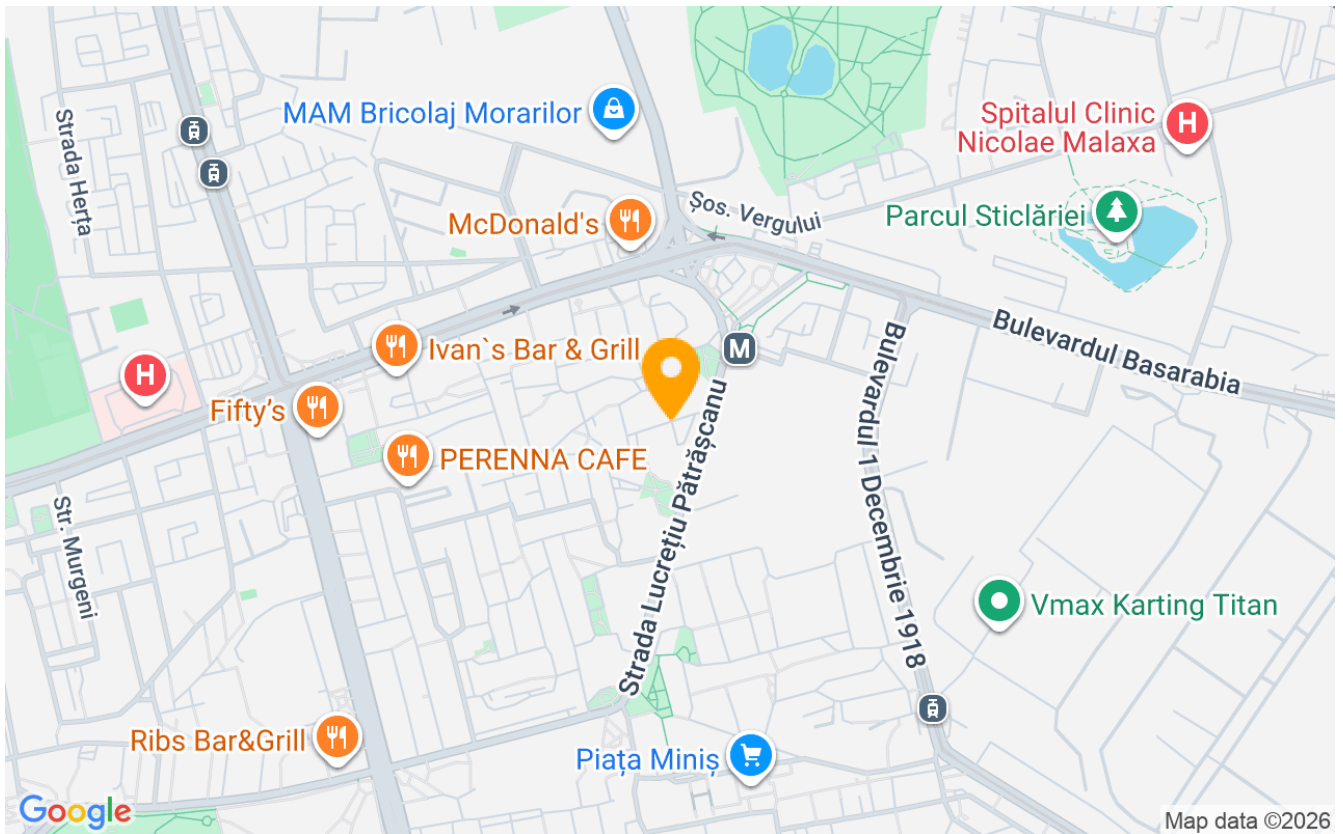 Strada Herța
MAM Bricolaj Morarilor
Spitalul Clinic
Nicolae Malaxa
H
McDonald's
Șos. Vergului
Parcul Sticlăriei
Bulevardul Basarabia
Ivan`s Bar & Grill
M
H
Fifty's
PERENNA CAFE
Strada Lucrețiu Pătrășcanu
Bulevardul 1 Decembrie 1918
Str. Murgeni
Vmax Karting Titan
Ribs Bar&Grill
Piața Miniș
Google
Map data ©2026